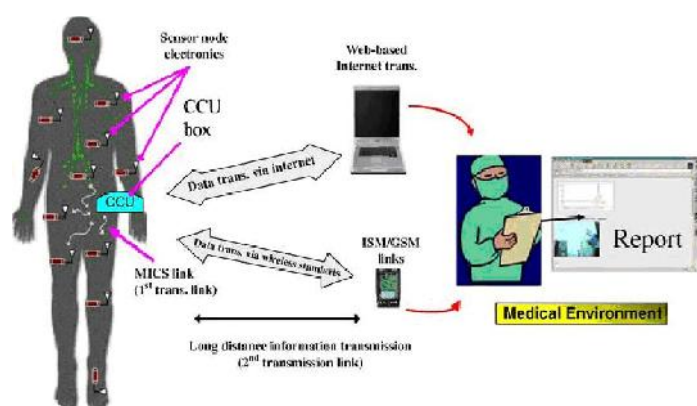 Sensor node
electronics
CCU
box
CCU
MICS link
(1st trans. link)
Data trans. via internet
Data trans. via wireless standards
Web-based
Internet trans.
ISM/GSM
links
Long distance information transmission
(2nd transmission link)
Report
Medical Environment